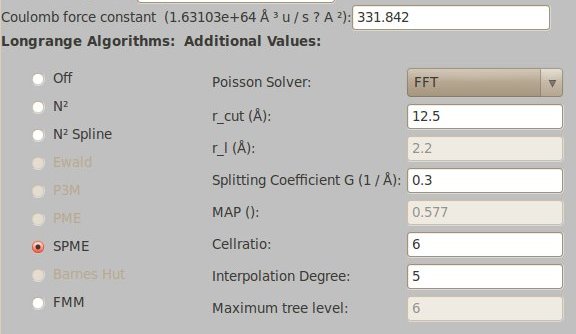 Coulomb force constant (1.63103e+64 Å ³ u / s ? A ²): 331.842
Longrange Algorithms: Additional Values:
Off Poisson Solver: FFT
N² r_cut (Å): 12.5
N² Spline r_l (Å): 2.2
Ewald Splitting Coefficient G (1 / Å): 0.3
P3M MAP (): 0.577
PME Cellratio: 6
SPME Interpolation Degree: 5
Barnes Hut Maximum tree level: 6
FMM